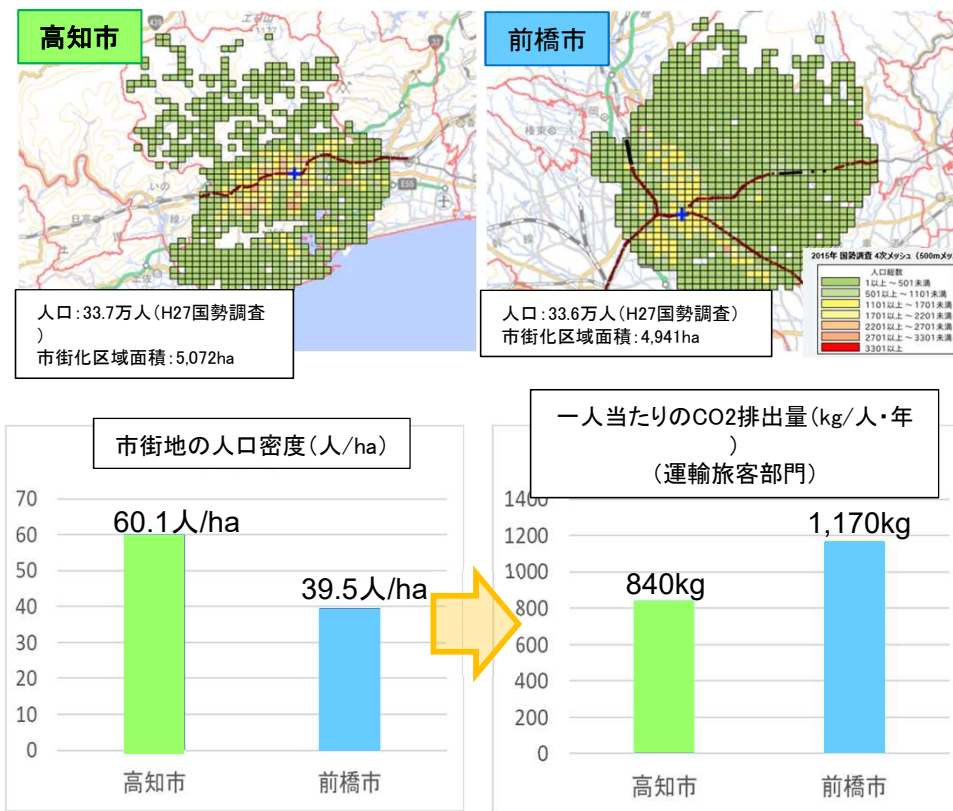 高知市
前橋市
人口:33.7万人(H27国勢調査
)
市街化区域面積:5,072ha
人口:33.6万人(H27国勢調査)
市街化区域面積:4,941ha
2015年 国勢調査 4次メッシュ(500mメッ
人口総数
1以上 ~ 501未満
501以上 ~ 1101未満
1101以上 ~ 1701未満
1701以上 ~ 2201未満
2201以上 ~ 2701未満
2701以上 ~ 3301未満
3301以上
市街地の人口密度(人/ha)
70
60
50
40
30
20
10
0
60.1人/ha
39.5人/ha
高知市
前橋市
一人当たりのCO2排出量(kg/人・年
)
(運輸旅客部門)
1400
1200
1000
800
600
400
200
0
840kg
1,170kg
高知市
前橋市